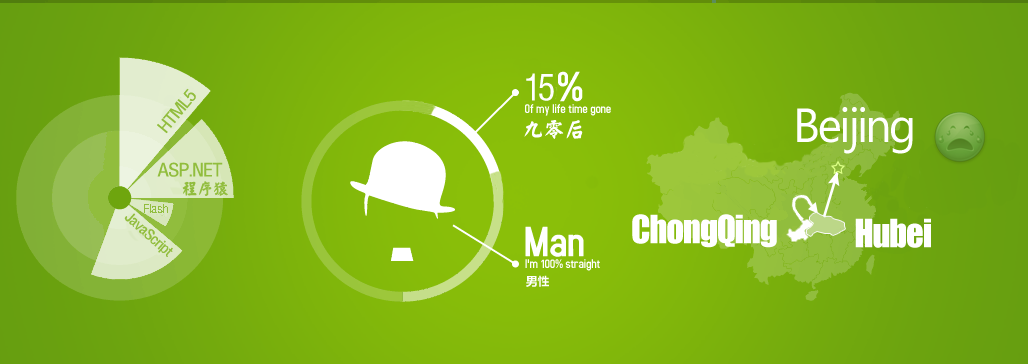 HTML5
ASP.NET
程序猿
Flash
JavaScript
15%
Of my life time gone
九零后
Man
I'm 100% straight
男性
Beijing
ChongQing
Hubei